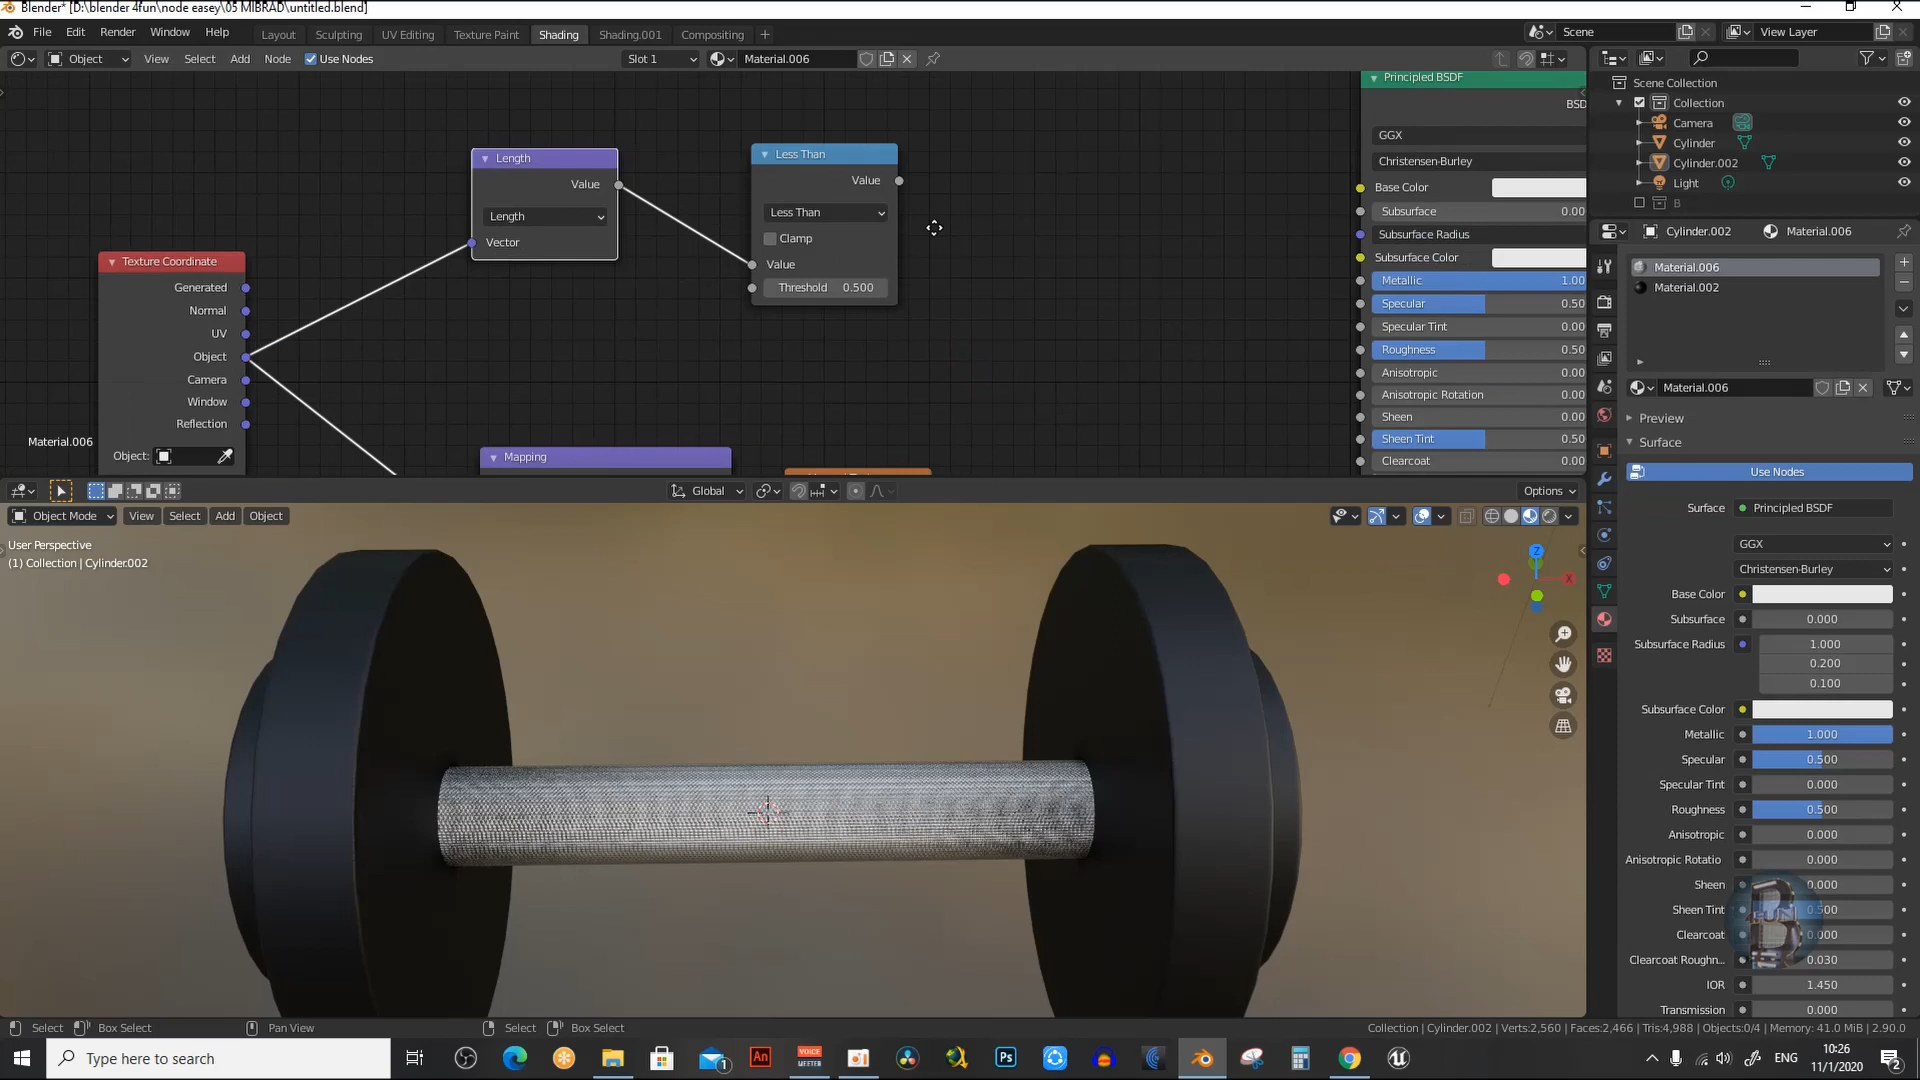 Blender* [D:\blender 4fun\node easey\05 MIBRAD\untitled.blend]
File Edit Render Window Help Layout Sculpting UV Editing Texture Paint Shading Shading.001 Compositing + Scene View Layer
Object View Select Add Node Use Nodes Slot 1 Material.006
Principled BSDF
BSD
GGX
Christensen-Burley
Base Color
Subsurface 0.00
Subsurface Radius
Subsurface Color
Metallic 1.00
Specular 0.50
Specular Tint 0.00
Roughness 0.50
Anisotropic 0.00
Anisotropic Rotation 0.00
Sheen 0.00
Sheen Tint 0.50
Clearcoat 0.00
Length
Value
Length
Vector
Less Than
Value
Less Than
Clamp
Value
Threshold 0.500
Texture Coordinate
Generated
Normal
UV
Object
Camera
Window
Reflection
Object:
Material.006
Mapping
Scene Collection
Collection
Camera
Cylinder
Cylinder.002
Light
B
Cylinder.002 Material.006
Material.006
Material.002
Material.006
Preview
Surface
Use Nodes
Surface Principled BSDF
GGX
Christensen-Burley
Base Color
Subsurface 0.000
Subsurface Radius 1.000
0.200
0.100
Subsurface Color
Metallic 1.000
Specular 0.500
Specular Tint 0.000
Roughness 0.500
Anisotropic 0.000
Anisotropic Rotatio 0.000
Sheen 0.000
Sheen Tint 0.500
Clearcoat 0.000
Clearcoat Roughn... 0.030
IOR 1.450
Transmission 0.000
Global Options
Object Mode View Select Add Object
User Perspective
(1) Collection | Cylinder.002
Z
X
Select Box Select Pan View Select Box Select Collection | Cylinder.002 | Verts:2,560 | Faces:2,466 | Tris:4,988 | Objects:0/4 | Memory: 41.0 MiB | 2.90.0
Type here to search
An
VOICE
MEETER
Ps
1
ENG
10:26
11/1/2020
2